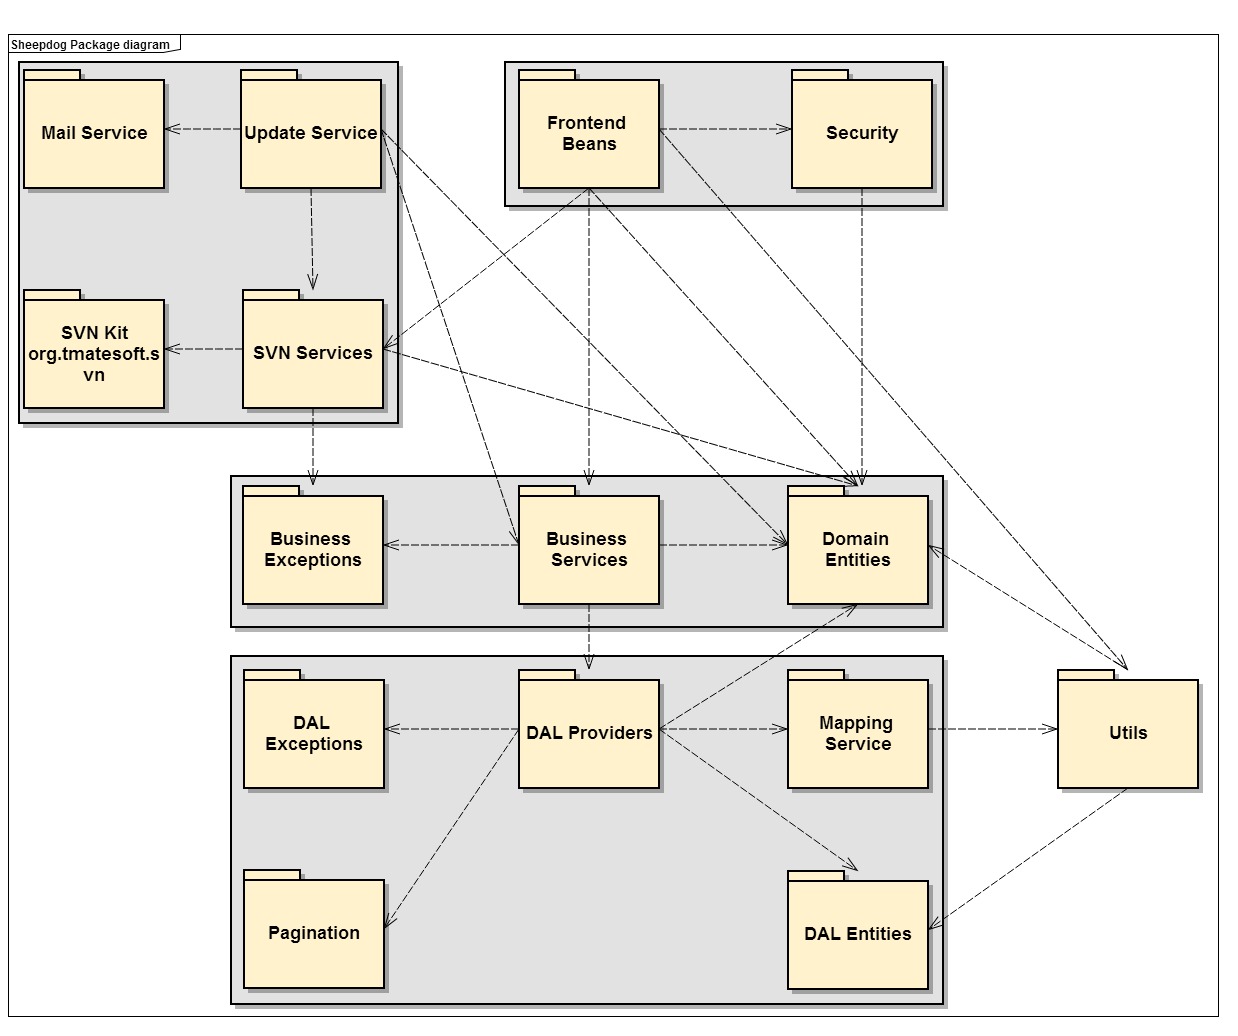 Sheepdog Package diagram
Mail Service
Update Service
Frontend
Beans
Security
SVN Kit
org.tmatesoft.s
vn
SVN Services
Business
Exceptions
Business
Services
Domain
Entities
DAL
Exceptions
DAL Providers
Mapping
Service
Utils
Pagination
DAL Entities